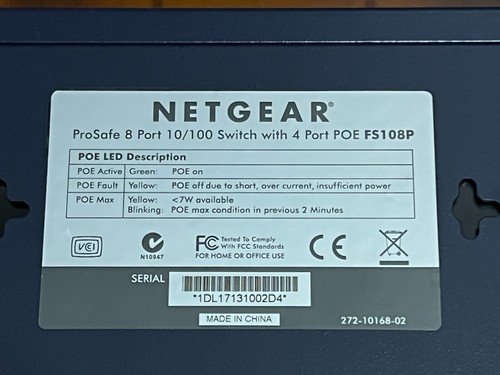 NETGEAR®
ProSafe 8 Port 10/100 Switch with 4 Port POE FS108P
POE LED Description
POE Active Green: POE on
POE Fault Yellow: POE off due to short, over current, insufficient power
POE Max Yellow: <7W available
Blinking: POE max condition in previous 2 Minutes
VCI
N10947
FC Tested To Comply
With FCC Standards
FOR HOME OR OFFICE USE
CE
SERIAL
*1DL17131002D4*
MADE IN CHINA
272-10168-02